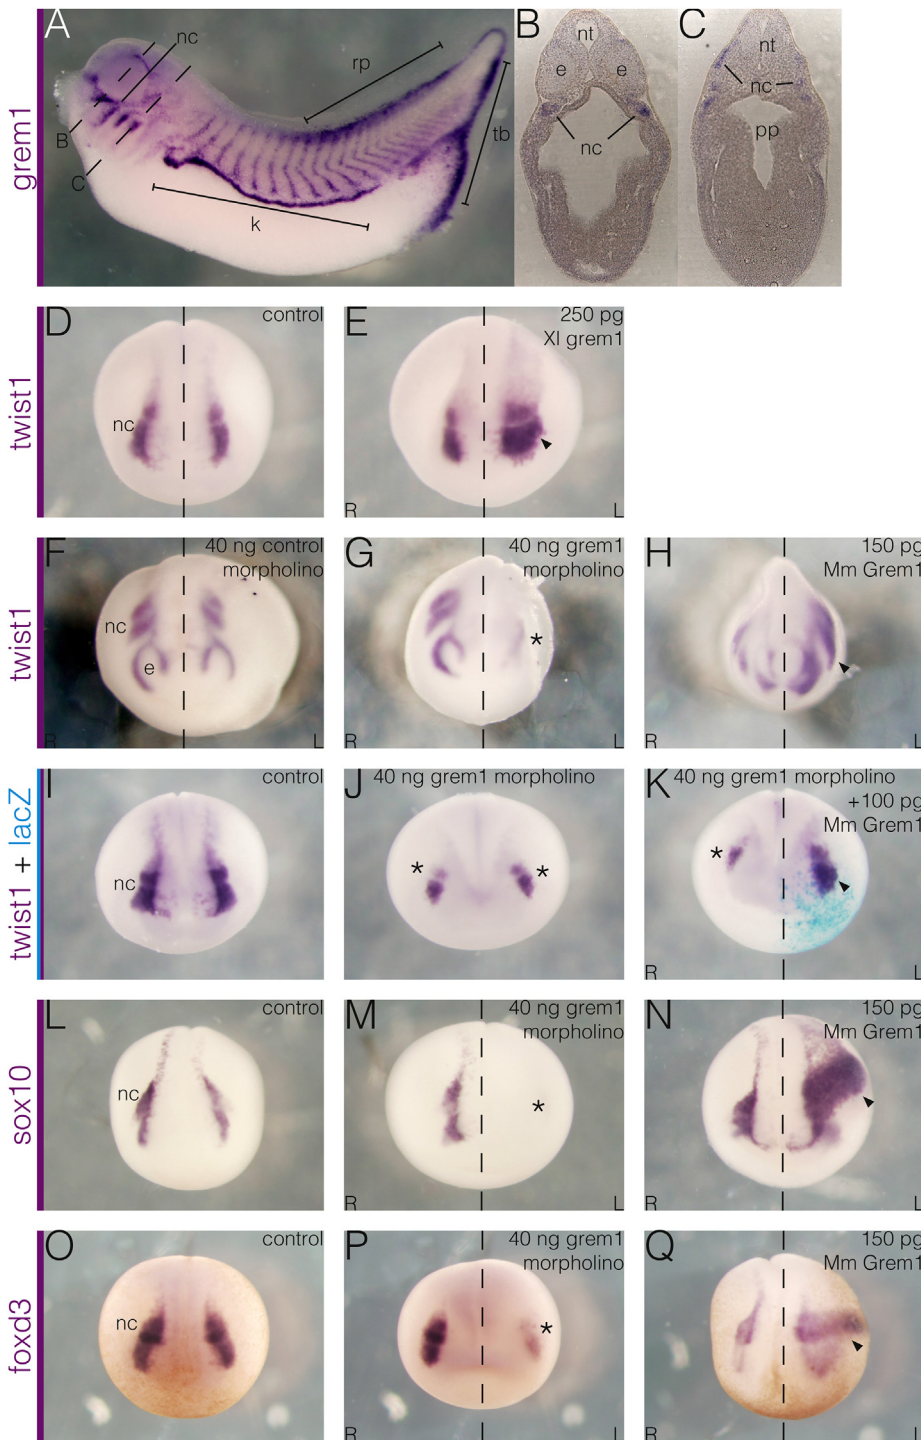 grem1
A
nc
rp
tb
k
B
C
B
nt
e
e
nc
C
nt
nc
pp
twist1
D
control
nc
E
250 pg
Xl grem1
R
L
twist1
F
40 ng control
morpholino
nc
e
R
L
G
40 ng grem1
morpholino
*
R
L
H
150 pg
Mm Grem1
R
L
twist1 + lacZ
I
control
nc
J
40 ng grem1 morpholino
*
*
K
40 ng grem1 morpholino
+100 pg
Mm Grem1
*
R
L
sox10
L
control
nc
M
40 ng grem1
morpholino
*
R
L
N
150 pg
Mm Grem1
R
L
foxd3
O
control
nc
P
40 ng grem1
morpholino
*
R
L
Q
150 pg
Mm Grem1
R
L